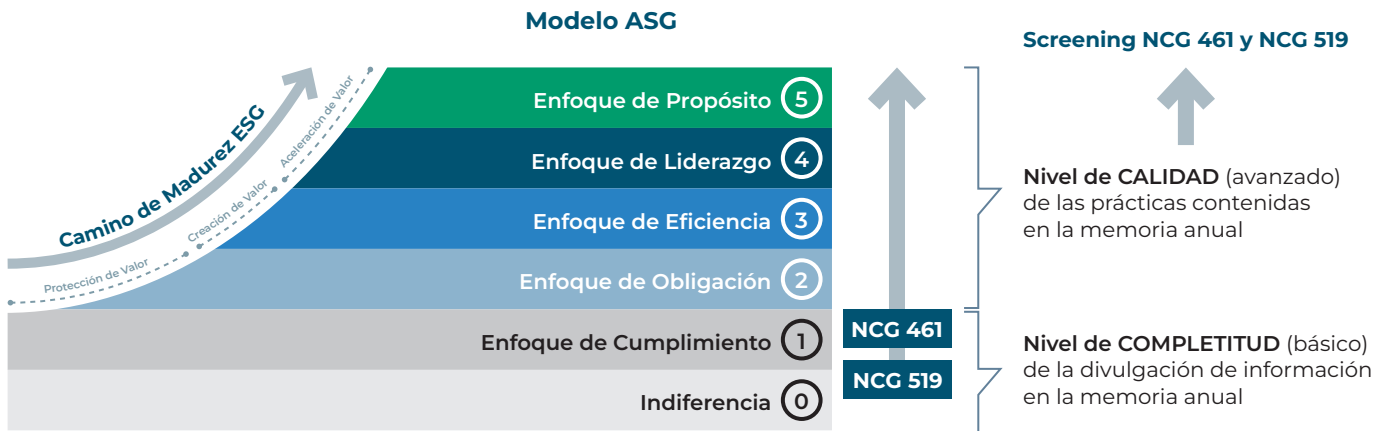 Modelo ASG
Screening NCG 461 y NCG 519
Camino de Madurez ESG
Protección de Valor
Creación de Valor
Aceleración de Valor
Enfoque de Propósito 5
Enfoque de Liderazgo 4
Enfoque de Eficiencia 3
Enfoque de Obligación 2
Enfoque de Cumplimiento 1
Indiferencia 0
NCG 461
NCG 519
Nivel de CALIDAD (avanzado)
de las prácticas contenidas
en la memoria anual
Nivel de COMPLETITUD (básico)
de la divulgación de información
en la memoria anual